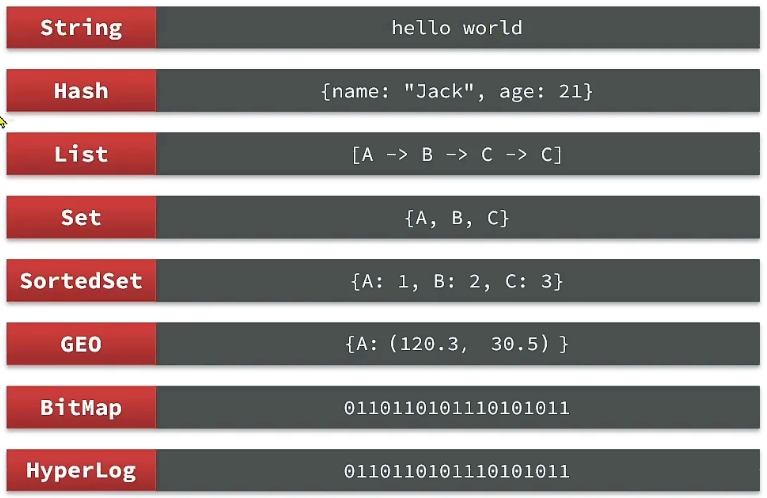 String hello world
Hash {name: "Jack", age: 21}
List [A -> B -> C -> C]
Set {A, B, C}
SortedSet {A: 1, B: 2, C: 3}
GEO {A: (120.3, 30.5) }
BitMap 0110110101110101011
HyperLog 0110110101110101011